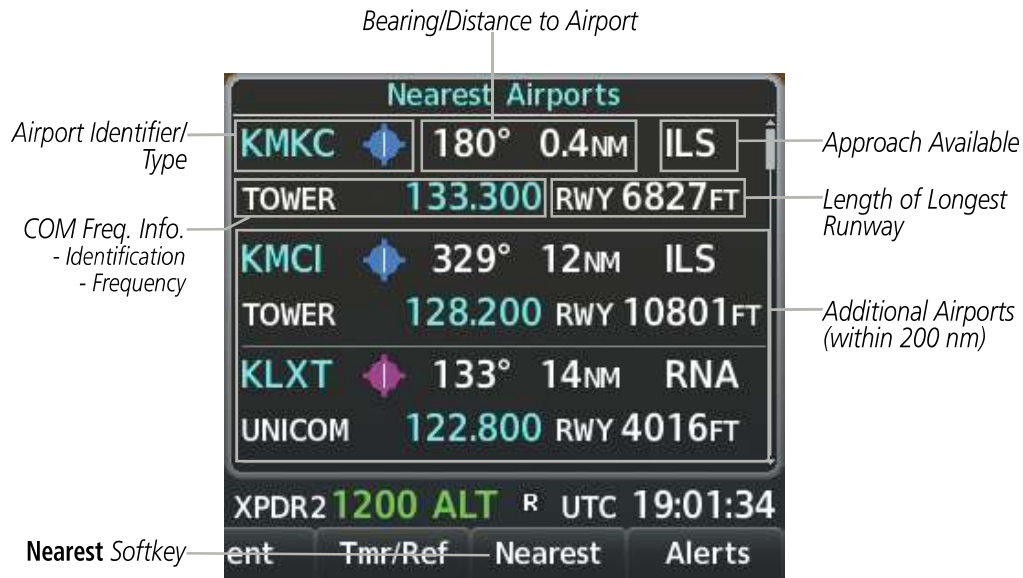 Bearing/Distance to Airport
Nearest Airports
Airport Identifier/
Type
KMKC 180° 0.4NM ILS
Approach Available
TOWER 133.300 RWY 6827FT
Length of Longest
Runway
COM Freq. Info.
- Identification
- Frequency
KMCI 329° 12NM ILS
TOWER 128.200 RWY 10801FT
Additional Airports
(within 200 nm)
KLXT 133° 14NM RNA
UNICOM 122.800 RWY 4016FT
XPDR2 1200 ALT R UTC 19:01:34
Nearest Softkey
ent Tmr/Ref Nearest Alerts